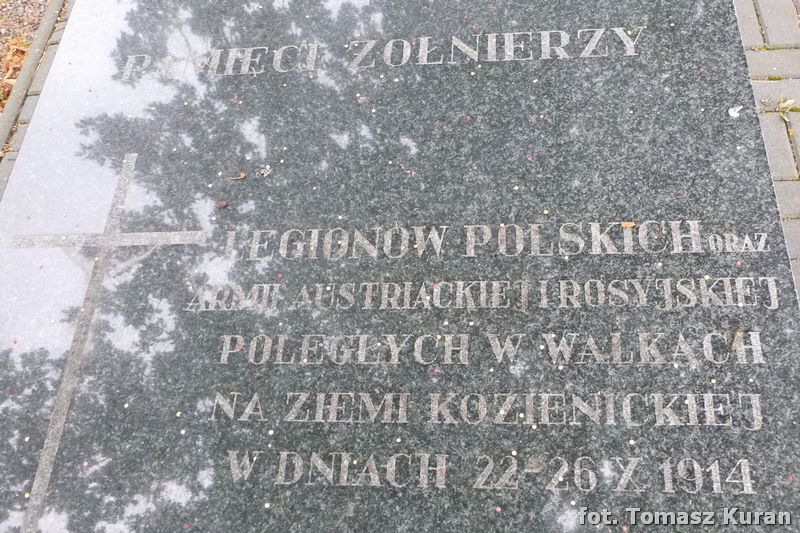 PAMIĘCI ŻOŁNIERZY
LEGIONÓW POLSKICH ORAZ
ARMII AUSTRIACKIEJ I ROSYJSKIEJ
POLEGŁYCH W WALKACH
NA ZIEMI KOZIENICKIEJ
W DNIACH 22-26 X 1914
fot. Tomasz Kuran